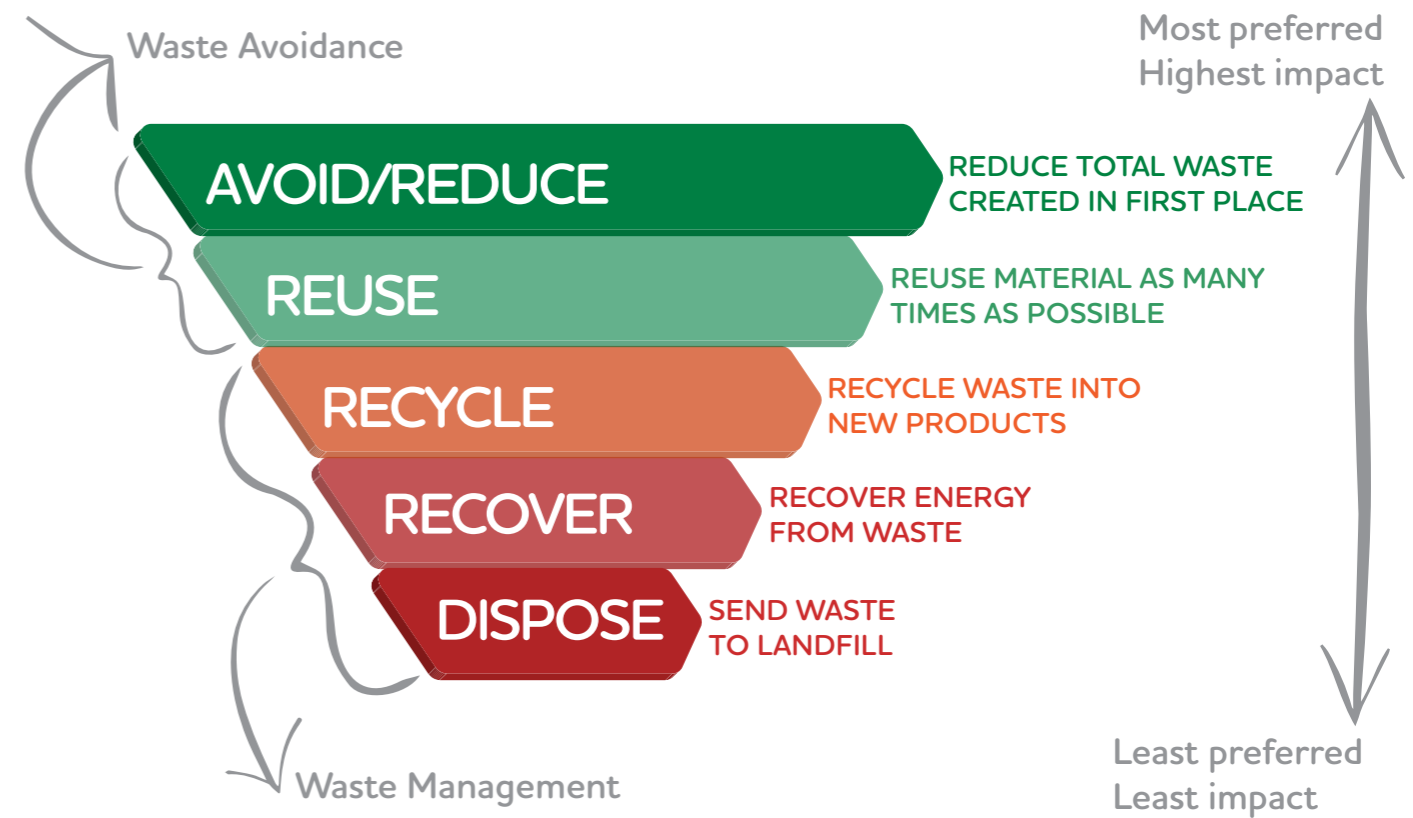 Waste Avoidance
Most preferred
Highest impact
AVOID/REDUCE
REDUCE TOTAL WASTE
CREATED IN FIRST PLACE
REUSE
REUSE MATERIAL AS MANY
TIMES AS POSSIBLE
RECYCLE
RECYCLE WASTE INTO
NEW PRODUCTS
RECOVER
RECOVER ENERGY
FROM WASTE
DISPOSE
SEND WASTE
TO LANDFILL
Waste Management
Least preferred
Least impact